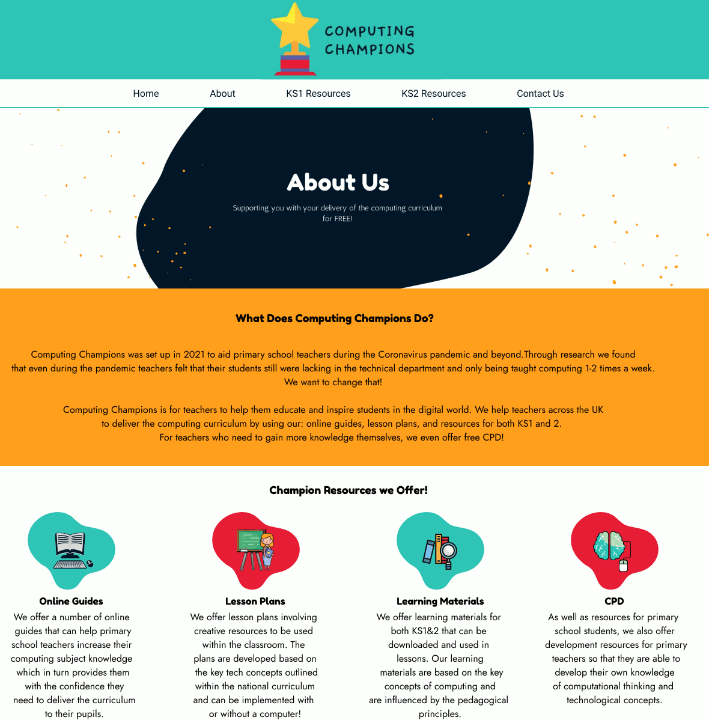 COMPUTING
CHAMPIONS
Home About KS1 Resources KS2 Resources Contact Us
About Us
Supporting you with your delivery of the computing curriculum
for FREE!
What Does Computing Champions Do?
Computing Champions was set up in 2021 to aid primary school teachers during the Coronavirus pandemic and beyond.Through research we found
that even during the pandemic teachers felt that their students still were lacking in the technical department and only being taught computing 1-2 times a week.
We want to change that!
Computing Champions is for teachers to help them educate and inspire students in the digital world. We help teachers across the UK
to deliver the computing curriculum by using our: online guides, lesson plans, and resources for both KS1 and 2.
For teachers who need to gain more knowledge themselves, we even offer free CPD!
Champion Resources we Offer!
Online Guides
We offer a number of online
guides that can help primary
school teachers increase their
computing subject knowledge
which in turn provides them
with the confidence they
need to deliver the curriculum
to their pupils.
Lesson Plans
We offer lesson plans involving
creative resources to be used
within the classroom. The
plans are developed based on
the key tech concepts outlined
within the national curriculum
and can be implemented with
or without a computer!
Learning Materials
We offer learning materials for
both KS1&2 that can be
downloaded and used in
lessons. Our learning
materials are based on the key
concepts of computing and
are influenced by the pedagogical
principles.
CPD
As well as resources for primary
school students, we also offer
development resources for primary
teachers so that they are able to
develop their own knowledge
of computational thinking and
technological concepts.